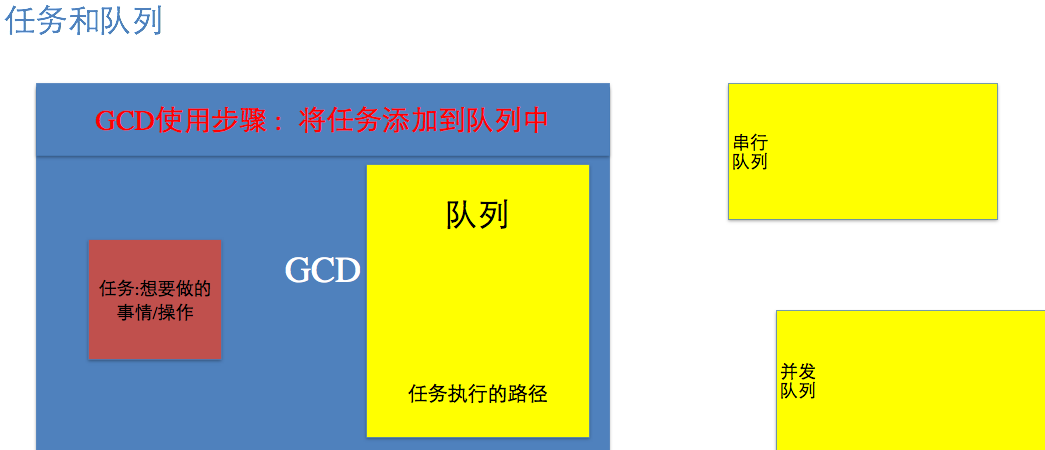 任务和队列
GCD使用步骤： 将任务添加到队列中
任务:想要做的
事情/操作
GCD
队列
任务执行的路径
串行
队列
并发
队列